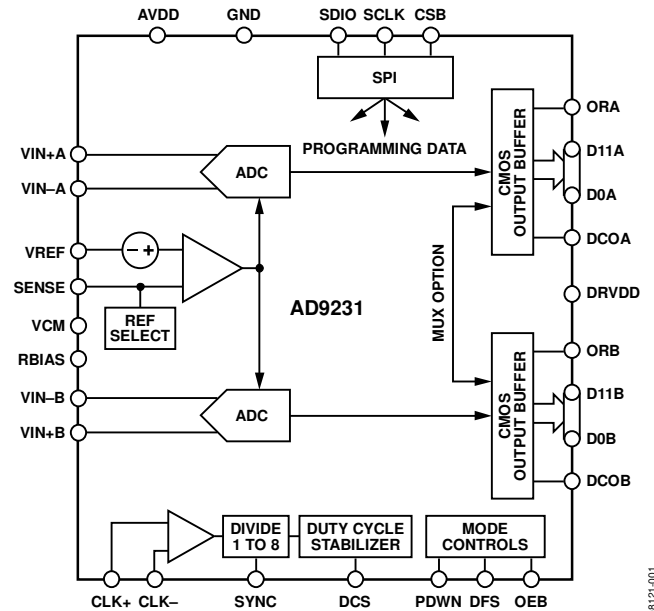 AVDD
GND
SDIO
SCLK
CSB
SPI
PROGRAMMING DATA
VIN+A
VIN–A
ADC
VREF
– +
SENSE
REF
SELECT
VCM
RBIAS
AD9231
VIN–B
VIN+B
ADC
MUX OPTION
CMOS
OUTPUT BUFFER
ORA
D11A
D0A
DCOA
DRVDD
CMOS
OUTPUT BUFFER
ORB
D11B
D0B
DCOB
DIVIDE
1 TO 8
DUTY CYCLE
STABILIZER
MODE
CONTROLS
CLK+
CLK–
SYNC
DCS
PDWN
DFS
OEB